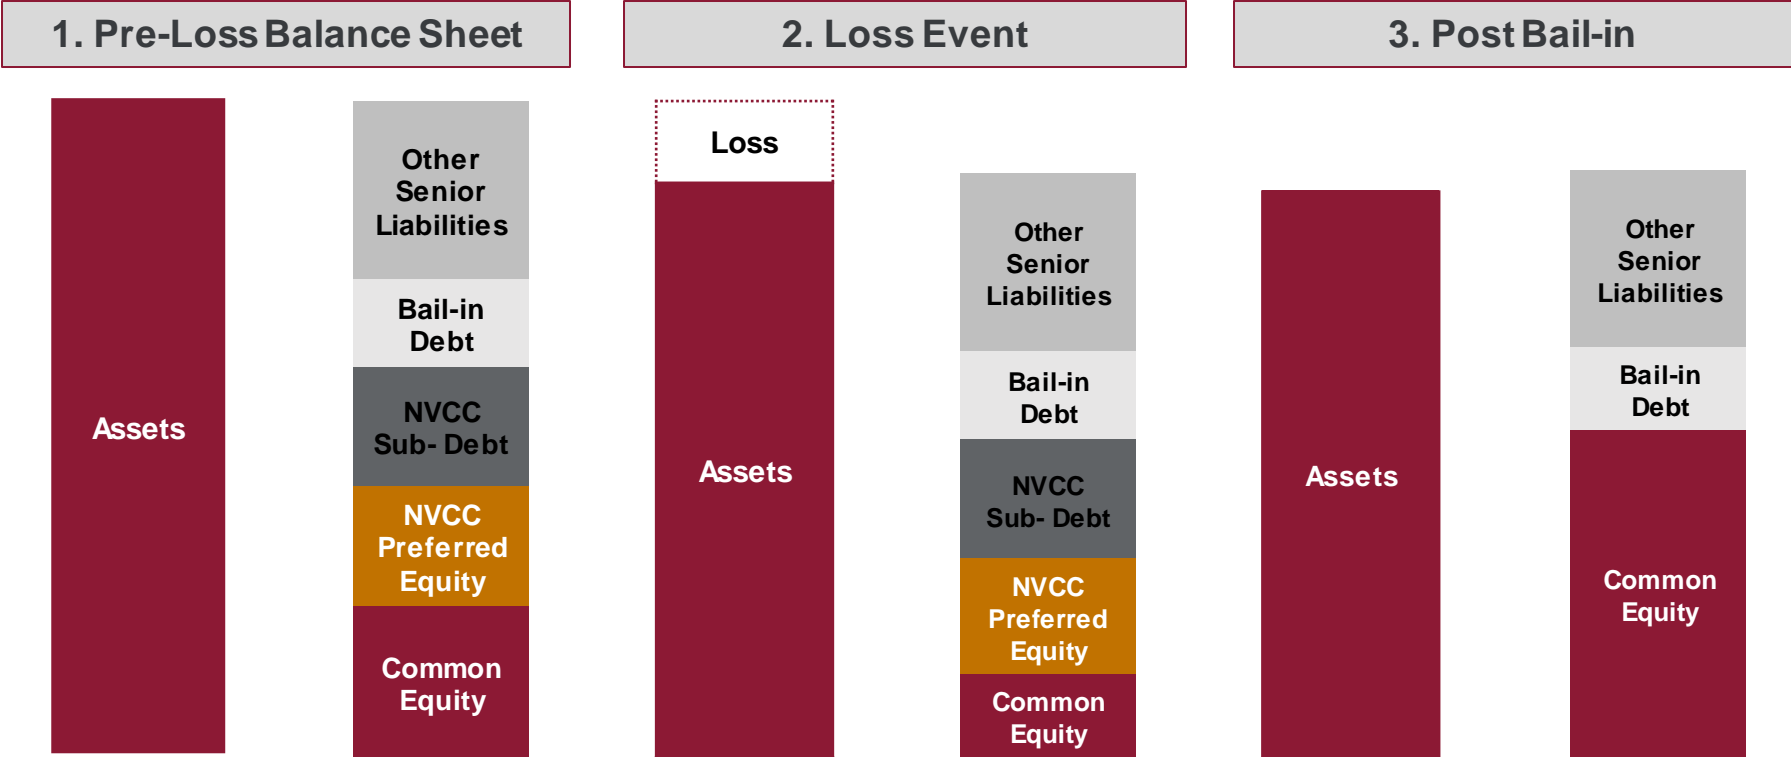 1. Pre-Loss Balance Sheet
Assets
Other
Senior
Liabilities
Bail-in
Debt
NVCC
Sub- Debt
NVCC
Preferred
Equity
Common
Equity
2. Loss Event
Loss
Assets
Other
Senior
Liabilities
Bail-in
Debt
NVCC
Sub- Debt
NVCC
Preferred
Equity
Common
Equity
3. Post Bail-in
Assets
Other
Senior
Liabilities
Bail-in
Debt
Common
Equity